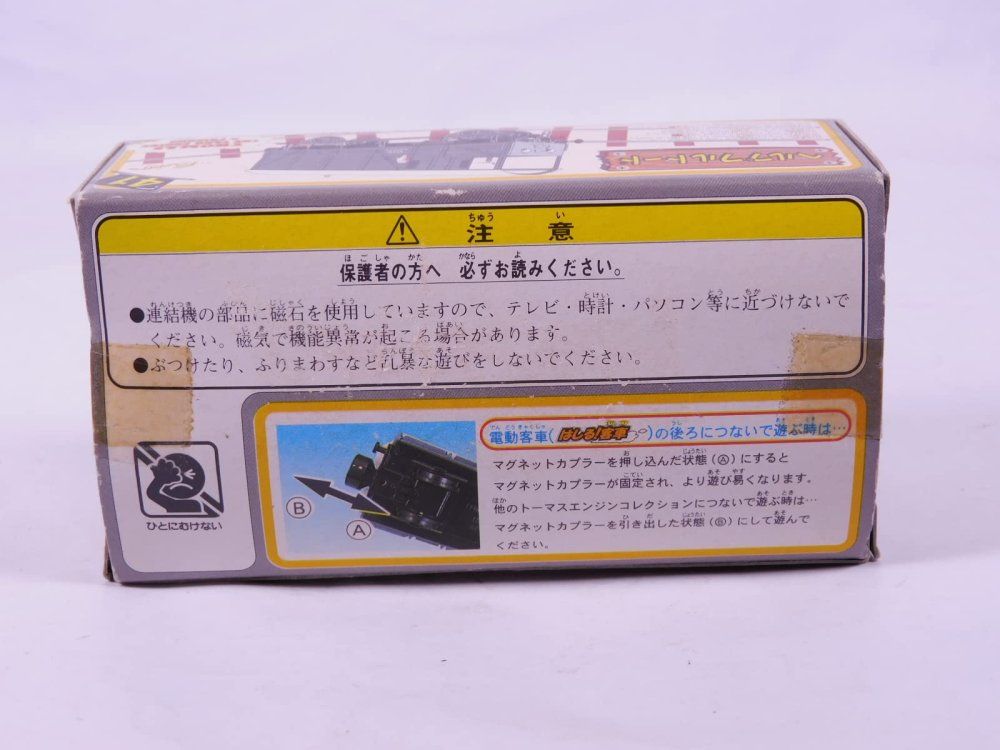 ヘルプフルトード
41
注意
保護者の方へ 必ずお読みください。
●連結機の部品に磁石を使用していますので、テレビ・時計・パソコン等に近づけないで
ください。磁気で機能異常が起こる場合があります。
●ぶつけたり、ふりまわすなど乱暴な遊びをしないでください。
ひとにむけない
Ⓑ
Ⓐ
電動客車(はしる!客車)の後ろにつないで遊ぶ時は…
マグネットカプラーを押し込んだ状態(Ⓐ)にすると
マグネットカプラーが固定され、より遊び易くなります。
他のトーマスエンジンコレクションにつないで遊ぶ時は…
マグネットカプラーを引き出した状態(Ⓑ)にして遊んで
ください。